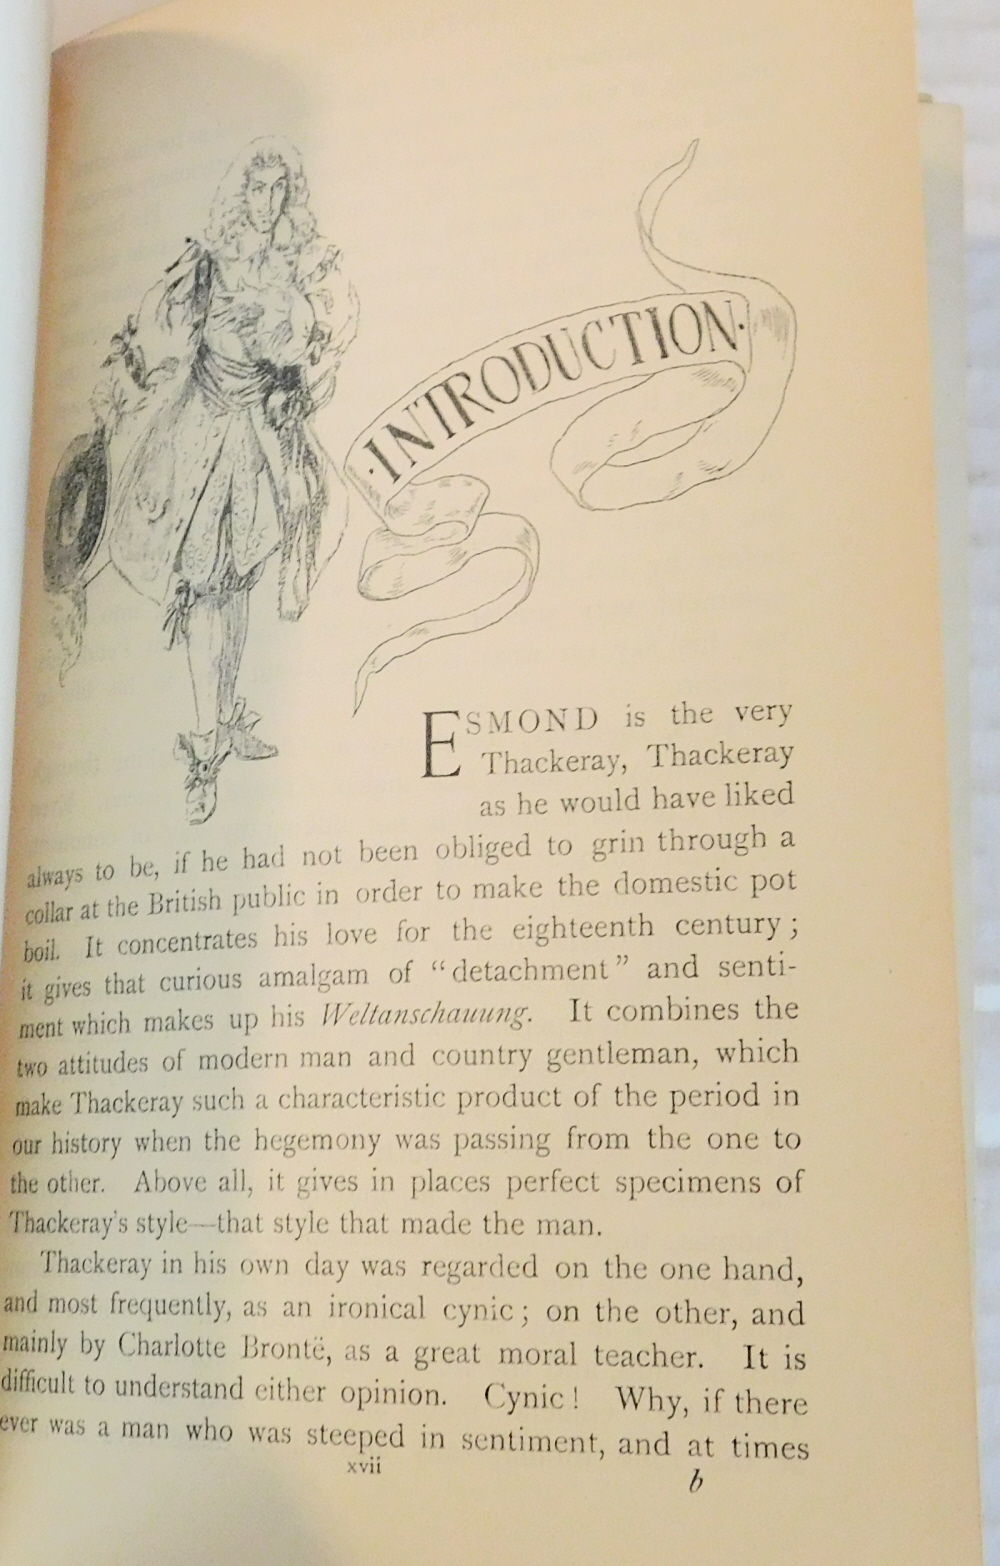 ·INTRODUCTION·
ESMOND is the very
Thackeray, Thackeray
as he would have liked
always to be, if he had not been obliged to grin through a
collar at the British public in order to make the domestic pot
boil. It concentrates his love for the eighteenth century;
it gives that curious amalgam of “detachment” and senti-
ment which makes up his Weltanschauung. It combines the
two attitudes of modern man and country gentleman, which
make Thackeray such a characteristic product of the period in
our history when the hegemony was passing from the one to
the other. Above all, it gives in places perfect specimens of
Thackeray's style—that style that made the man.
Thackeray in his own day was regarded on the one hand,
and most frequently, as an ironical cynic; on the other, and
mainly by Charlotte Brontë, as a great moral teacher. It is
difficult to understand either opinion. Cynic! Why, if there
ever was a man who was steeped in sentiment, and at times
xvii
b